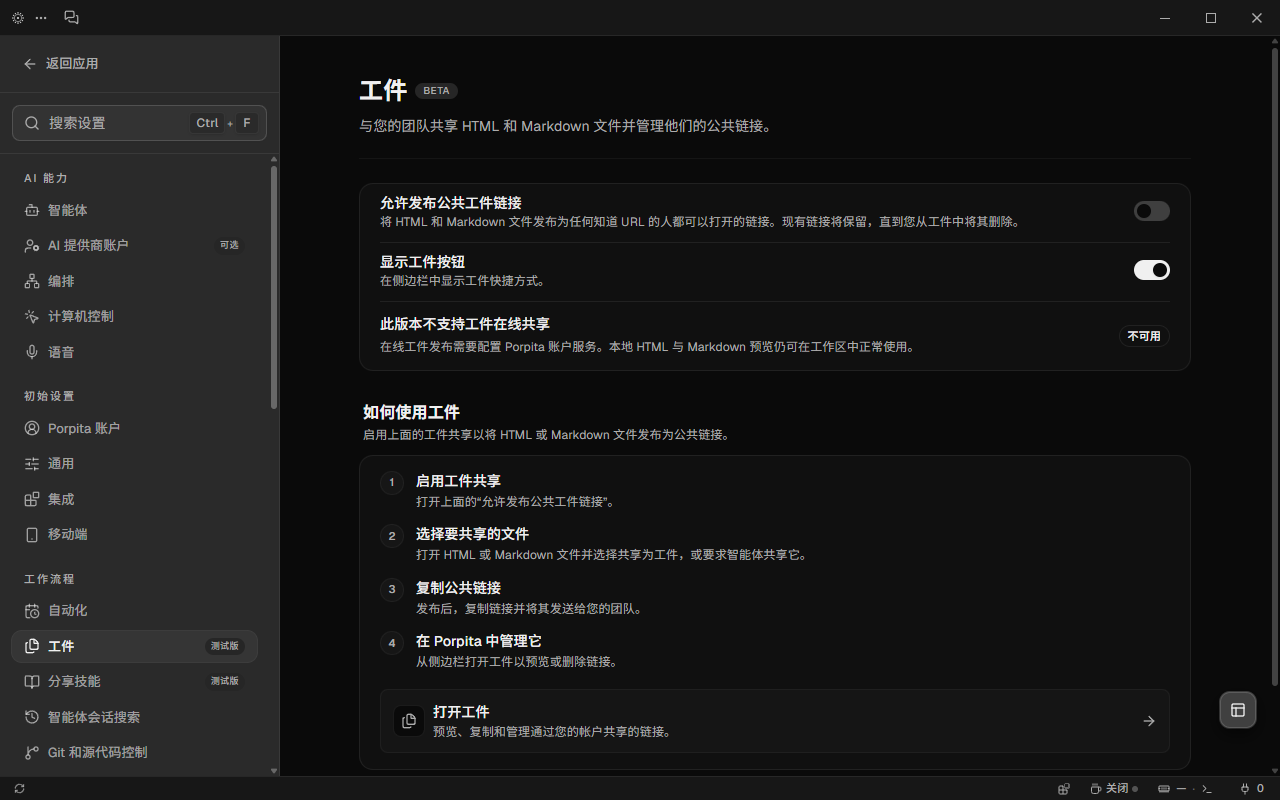 返回应用
搜索设置 Ctrl + F
AI 能力
智能体
AI 提供商账户 可选
编排
计算机控制
语音
初始设置
Porpita 账户
通用
集成
移动端
工作流程
自动化
工件 测试版
分享技能 测试版
智能体会话搜索
Git 和源代码控制
工件 BETA
与您的团队共享 HTML 和 Markdown 文件并管理他们的公共链接。
允许发布公共工件链接
将 HTML 和 Markdown 文件发布为任何知道 URL 的人都可以打开的链接。现有链接将保留，直到您从工件中将其删除。
显示工件按钮
在侧边栏中显示工件快捷方式。
此版本不支持工件在线共享
在线工件发布需要配置 Porpita 账户服务。本地 HTML 与 Markdown 预览仍可在工作区中正常使用。
不可用
如何使用工件
启用上面的工件共享以将 HTML 或 Markdown 文件发布为公共链接。
1 启用工件共享
打开上面的“允许发布公共工件链接”。
2 选择要共享的文件
打开 HTML 或 Markdown 文件并选择共享为工件，或要求智能体共享它。
3 复制公共链接
发布后，复制链接并将其发送给您的团队。
4 在 Porpita 中管理它
从侧边栏打开工件以预览或删除链接。
打开工件
预览、复制和管理通过您的帐户共享的链接。
关闭 — · 0